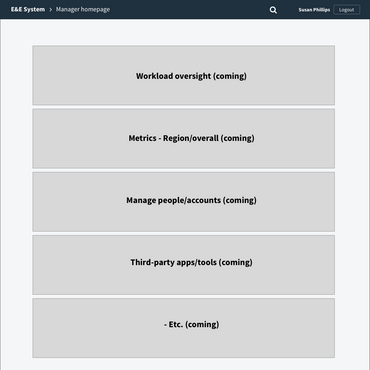 E&E System > Manager homepage
Susan Phillips Logout
Workload oversight (coming)
Metrics - Region/overall (coming)
Manage people/accounts (coming)
Third-party apps/tools (coming)
- Etc. (coming)